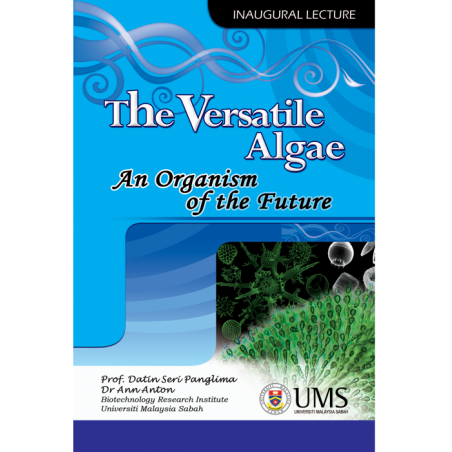 INAUGURAL LECTURE
The Versatile
Algae
An Organism
of the Future
Prof. Datin Seri Panglima
Dr Ann Anton
Biotechnology Research Institute
Universiti Malaysia Sabah
UMS
UNIVERSITI MALAYSIA SABAH